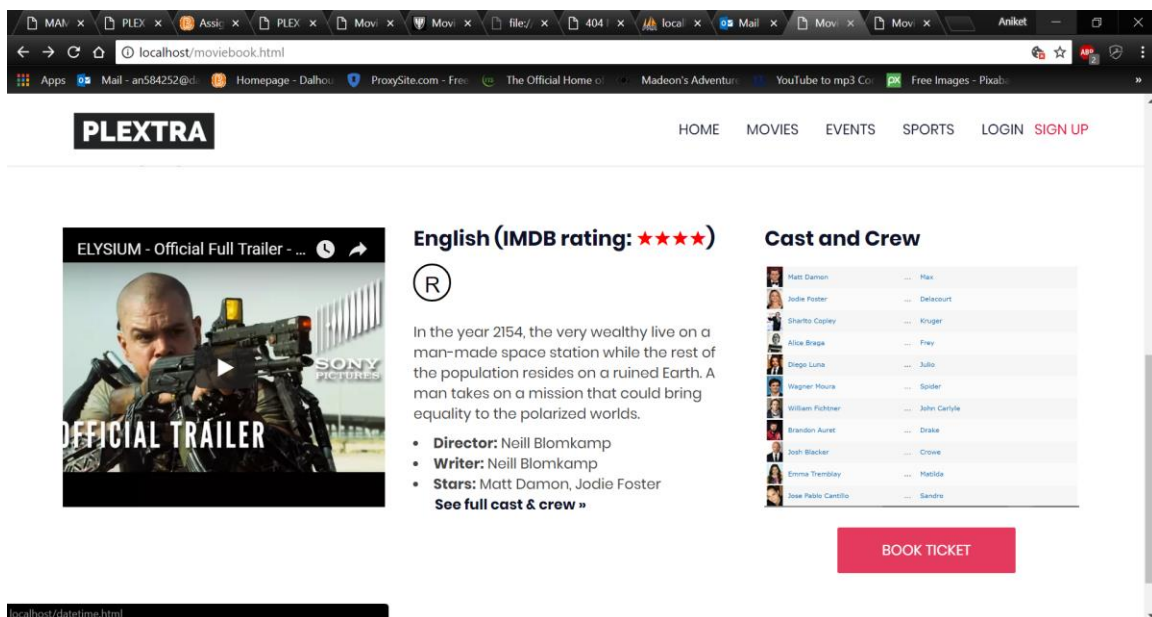 MAN
PLEX
Assig
PLEX
Movi
Movi
file:/
404
local
Mail
Movi
Movi
Aniket
localhost/moviebook.html
ABP
2
Apps
Mail - an584252@d
Homepage - Dalhou
ProxySite.com - Free
The Official Home o
Madeon's Adventur
YouTube to mp3 Co
px
Free Images - Pixab
»
PLEXTRA
HOME MOVIES EVENTS SPORTS LOGIN SIGN UP
ELYSIUM - Official Full Trailer - ...
SONY
PICTURES
OFFICIAL TRAILER
English (IMDB rating: ★★★★)
R
In the year 2154, the very wealthy live on a
man-made space station while the rest of
the population resides on a ruined Earth. A
man takes on a mission that could bring
equality to the polarized worlds.
• Director: Neill Blomkamp
• Writer: Neill Blomkamp
• Stars: Matt Damon, Jodie Foster
See full cast & crew »
Cast and Crew
Matt Damon ... Max
Jodie Foster ... Delacourt
Sharlto Copley ... Kruger
Alice Braga ... Frey
Diego Luna ... Julio
Wagner Moura ... Spider
William Fichtner ... John Carlyle
Brandon Auret ... Drake
Josh Blacker ... Crowe
Emma Tremblay ... Matilda
Jose Pablo Cantillo ... Sandro
BOOK TICKET
localhost/datetime.html